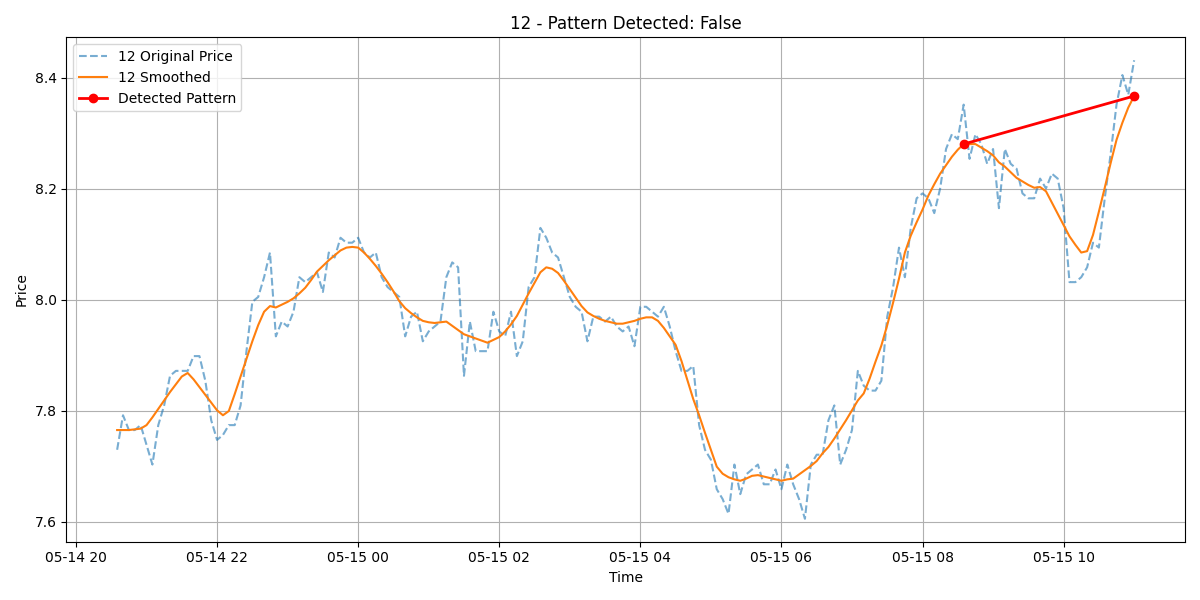 12 - Pattern Detected: False
12 Original Price
12 Smoothed
Detected Pattern
8.4
8.2
8.0
7.8
7.6
Price
05-14 20 05-14 22 05-15 00 05-15 02 05-15 04 05-15 06 05-15 08 05-15 10
Time